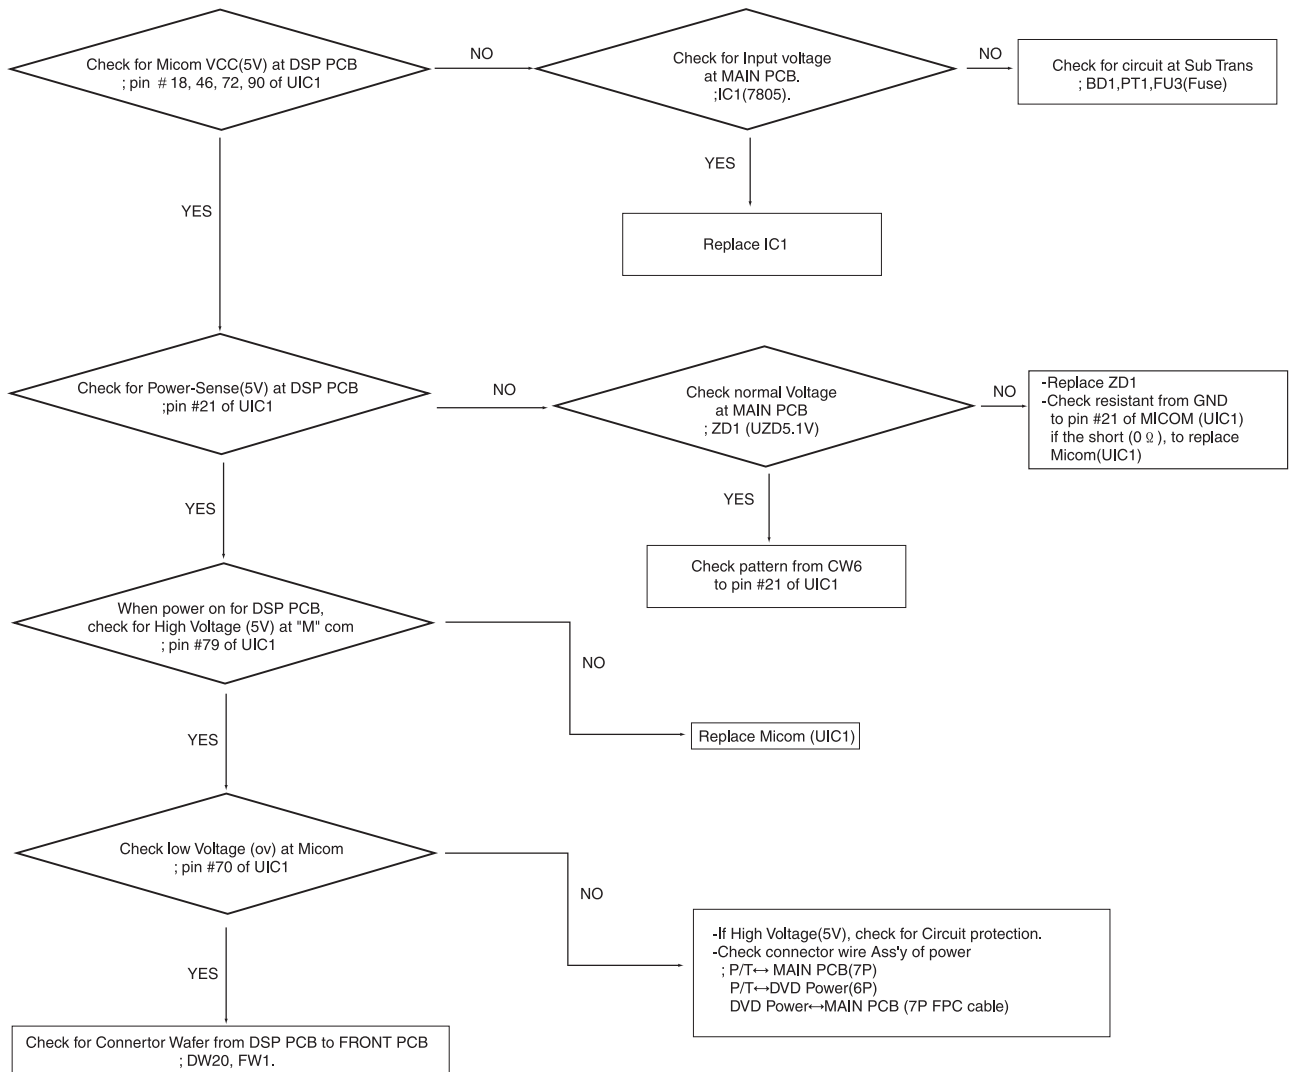 Check for Micom VCC(5V) at DSP PCB
; pin # 18, 46, 72, 90 of UIC1
NO
Check for Input voltage
at MAIN PCB.
;IC1(7805).
NO
Check for circuit at Sub Trans
; BD1,PT1,FU3(Fuse)
YES
YES
Replace IC1
Check for Power-Sense(5V) at DSP PCB
;pin #21 of UIC1
NO
Check normal Voltage
at MAIN PCB
; ZD1 (UZD5.1V)
NO
-Replace ZD1
-Check resistant from GND
to pin #21 of MICOM (UIC1)
if the short (0 Ω), to replace
Micom(UIC1)
YES
YES
Check pattern from CW6
to pin #21 of UIC1
When power on for DSP PCB,
check for High Voltage (5V) at "M" com
; pin #79 of UIC1
NO
YES
Replace Micom (UIC1)
Check low Voltage (ov) at Micom
; pin #70 of UIC1
NO
YES
-If High Voltage(5V), check for Circuit protection.
-Check connector wire Ass'y of power
; P/T↔ MAIN PCB(7P)
P/T↔DVD Power(6P)
DVD Power↔MAIN PCB (7P FPC cable)
Check for Connertor Wafer from DSP PCB to FRONT PCB
; DW20, FW1.